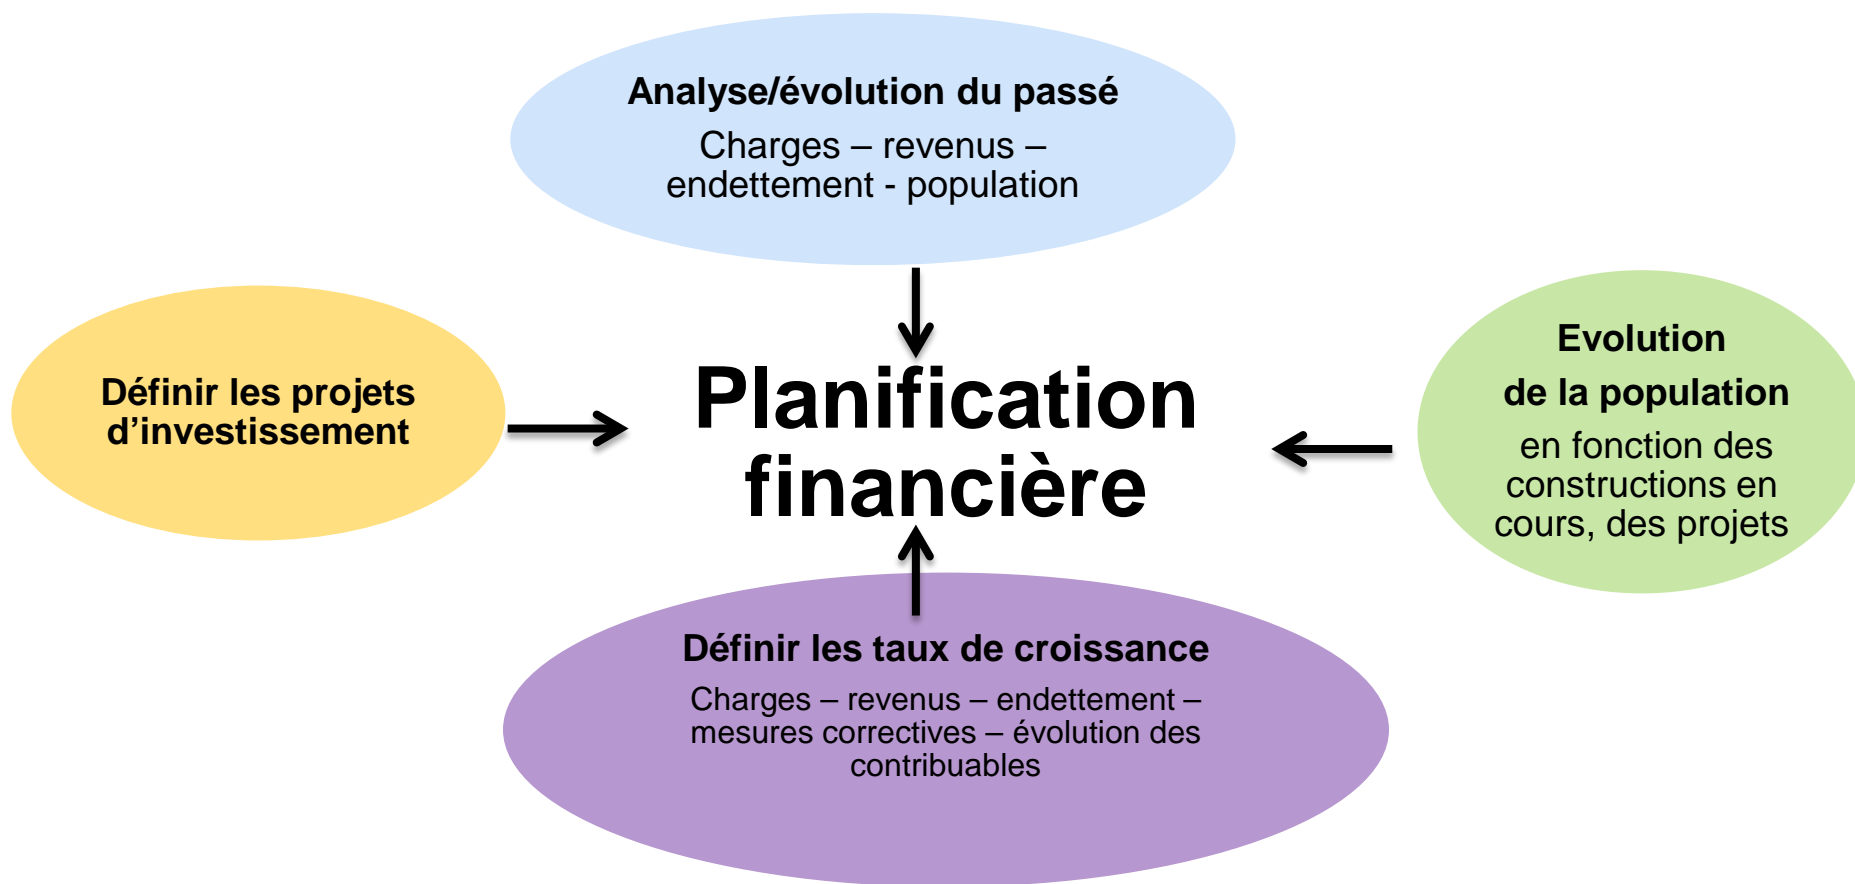 Analyse/évolution du passé
Charges – revenus –
endettement - population
Définir les projets
d’investissement
Planification
financière
Evolution
de la population
en fonction des
constructions en
cours, des projets
Définir les taux de croissance
Charges – revenus – endettement –
mesures correctives – évolution des
contribuables